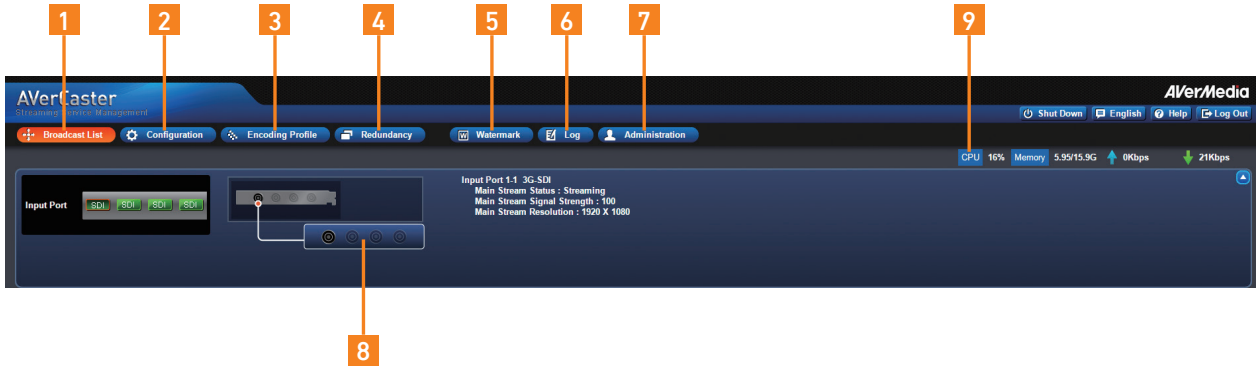 1 2 3 4 5 6 7 9
AVerCaster
AVerMedia
Streaming Service Management
Shut Down English Help Log Out
Broadcast List Configuration Encoding Profile Redundancy W Watermark Log Administration
CPU 16% Memory 5.95/15.9G 0Kbps 21Kbps
Input Port SDI SDI SDI SDI
Input Port 1-1 3G-SDI
Main Stream Status : Streaming
Main Stream Signal Strength : 100
Main Stream Resolution : 1920 X 1080
8